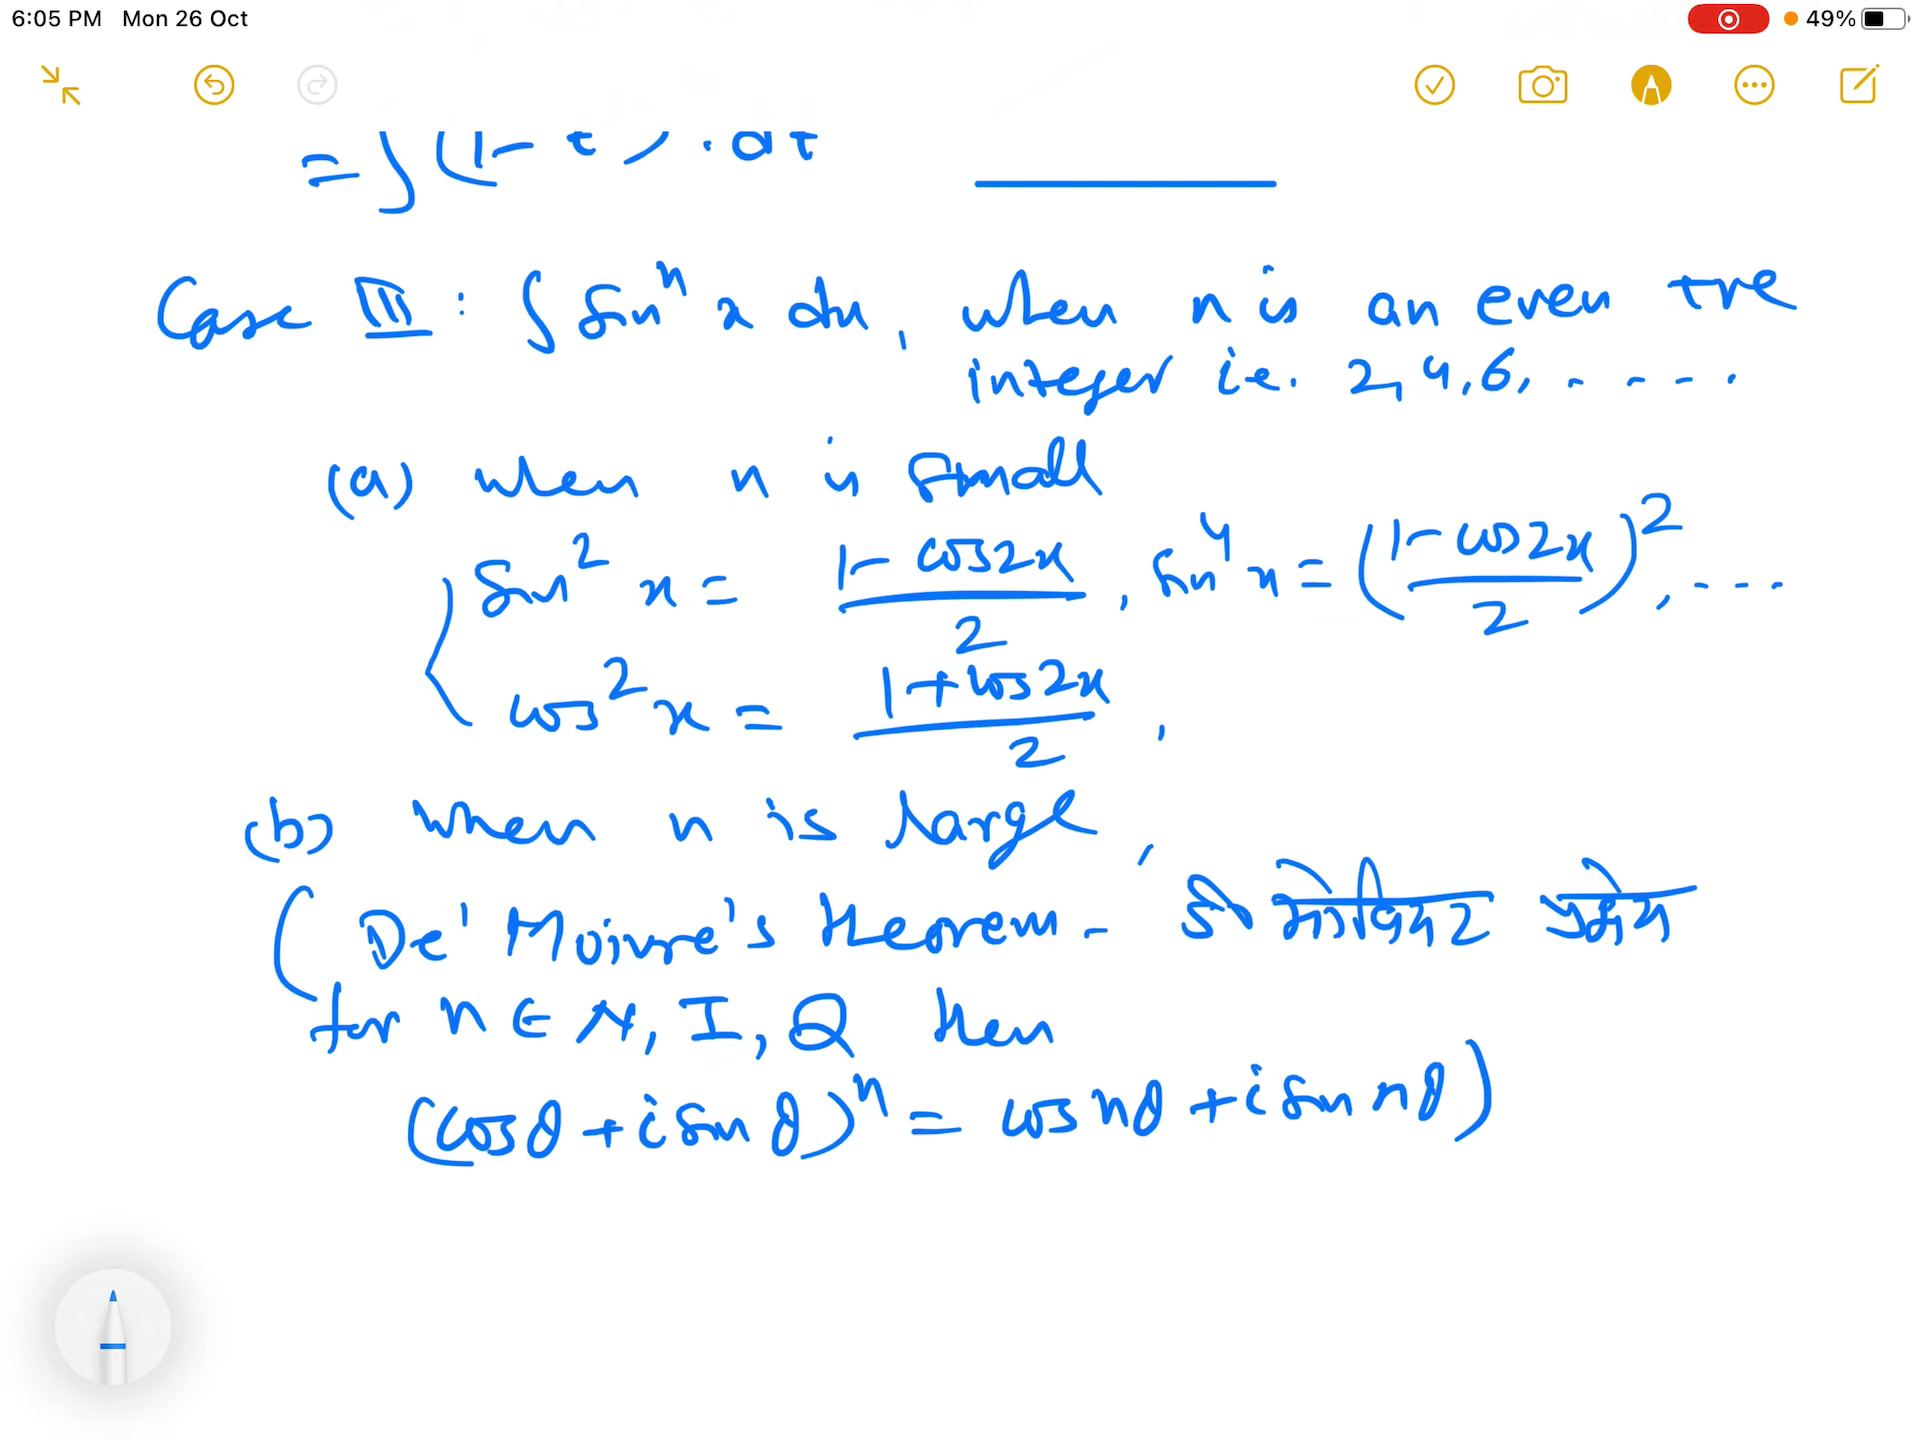 6:05 PM Mon 26 Oct 49%
= ∫ (1- t ) . dt
Case III : ∫ sinⁿ x dx, when n is an even +ve
integer i.e. 2, 4, 6, - - - - .
(a) when n is small
sin² x = (1 - cos2x)/2 , sin⁴ x = ((1 - cos2x)/2)² , ---
cos² x = (1 + cos2x)/2 ,
(b) when n is large ,
( De' Moivre's theorem - डी मोवियर प्रमेय
for n ∈ N, I, Q then
(cosθ + i sinθ)ⁿ = cos nθ + i sin nθ )